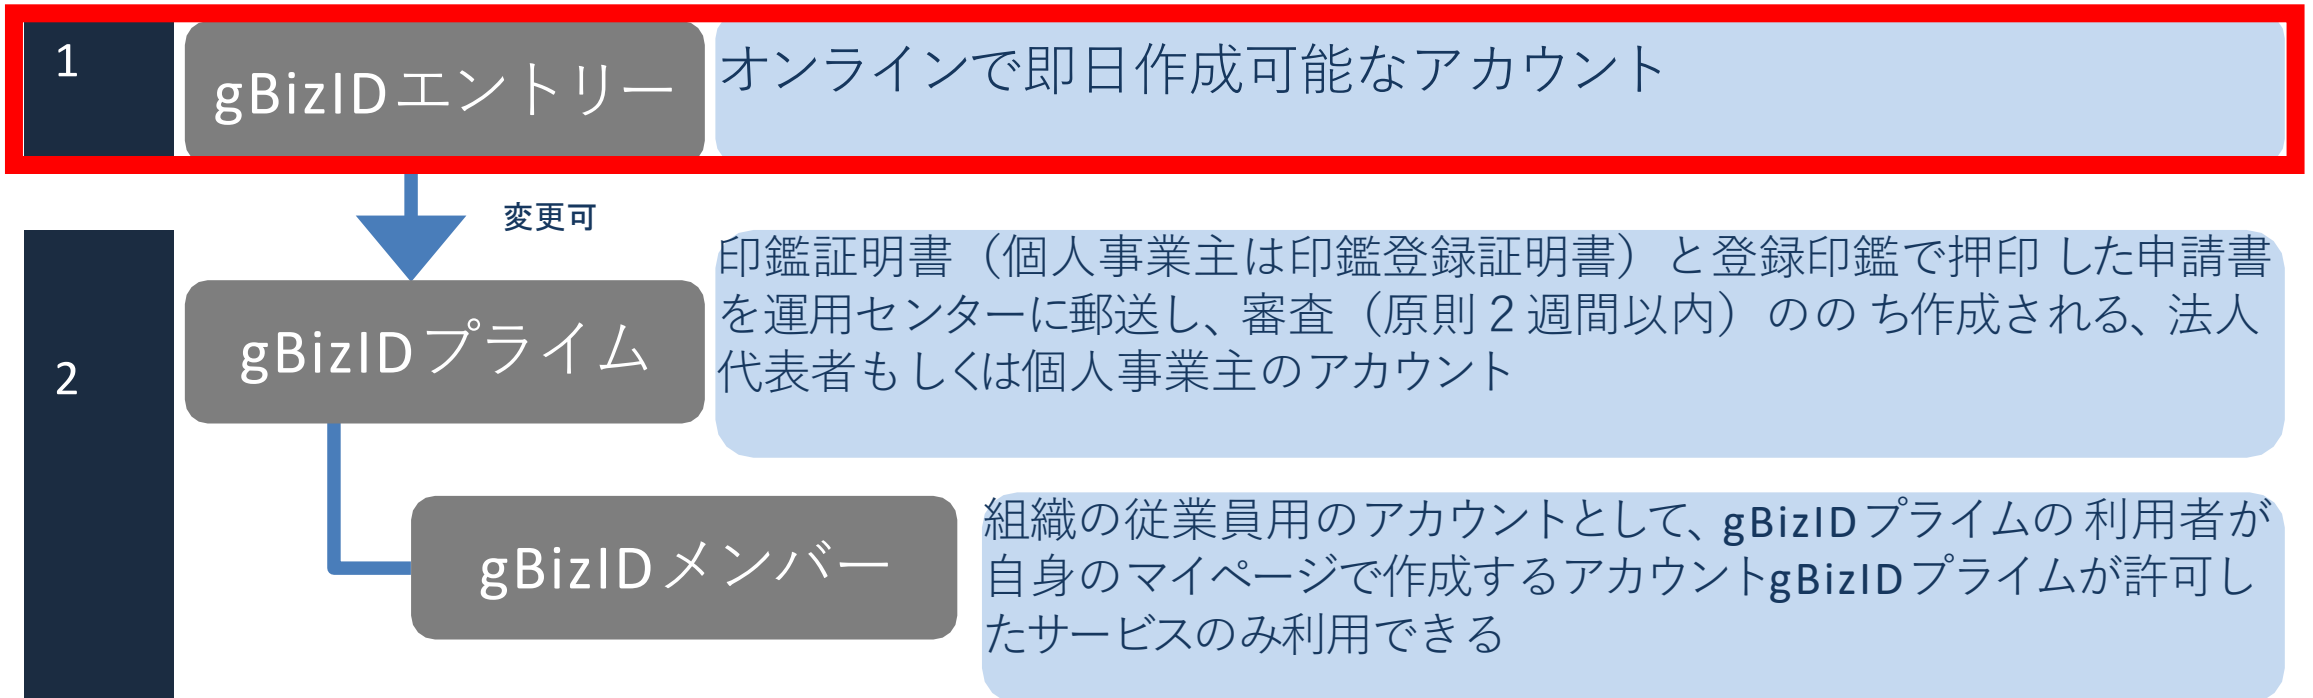 1
gBizIDエントリー
オンラインで即日作成可能なアカウント
変更可
2
gBizIDプライム
印鑑証明書（個人事業主は印鑑登録証明書）と登録印鑑で押印 した申請書
を運用センターに郵送し、審査（原則２週間以内）のの ち作成される、法人
代表者もしくは個人事業主のアカウント
gBizIDメンバー
組織の従業員用のアカウントとして、gBizIDプライムの 利用者が
自身のマイページで作成するアカウントgBizIDプライムが許可し
たサービスのみ利用できる